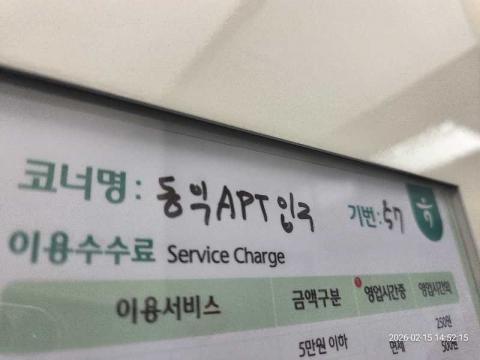 코너명: 동익APT입구 기번: 57
이용수수료 Service Charge
이용서비스 금액구분 영업시간중 영업시간외
250원
5만원 이하 면제 500원
2026-02-15 14:52:15